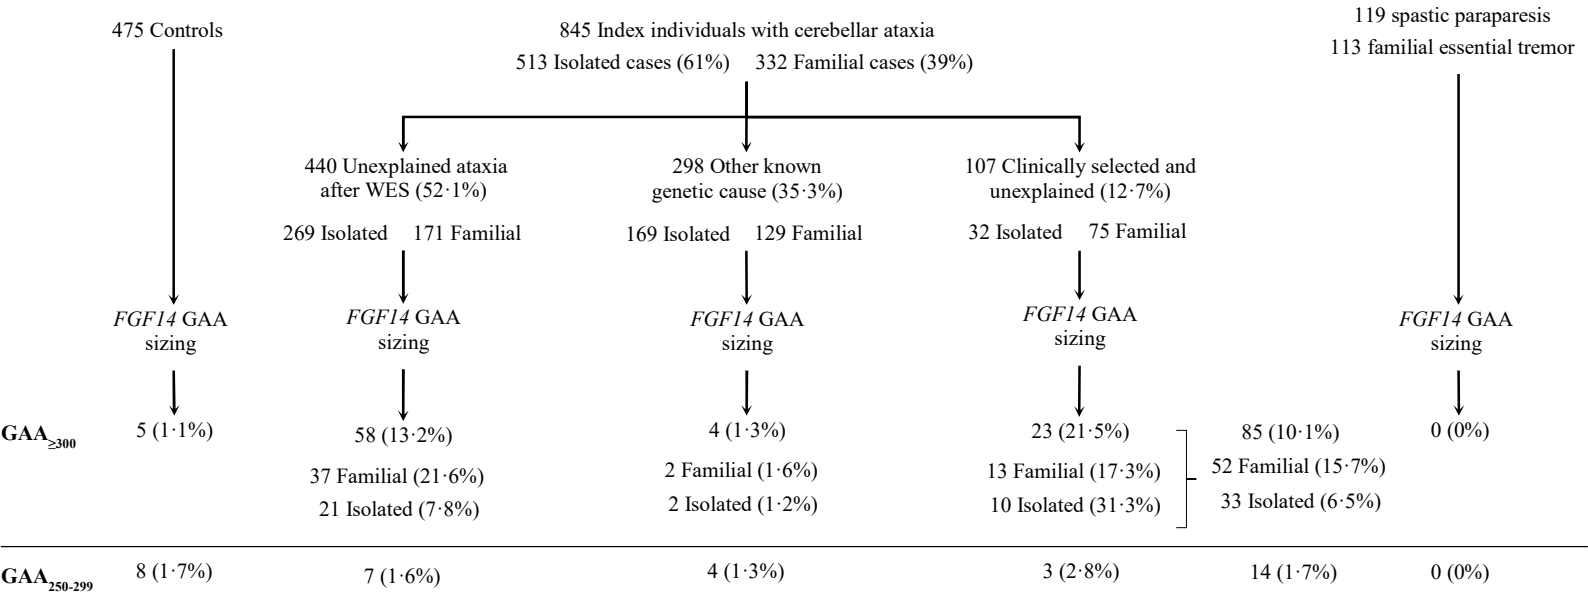 475 Controls
845 Index individuals with cerebellar ataxia
513 Isolated cases (61%) 332 Familial cases (39%)
119 spastic paraparesis
113 familial essential tremor
440 Unexplained ataxia
after WES (52·1%)
269 Isolated 171 Familial
298 Other known
genetic cause (35·3%)
169 Isolated 129 Familial
107 Clinically selected and
unexplained (12·7%)
32 Isolated 75 Familial
FGF14 GAA
sizing
FGF14 GAA
sizing
FGF14 GAA
sizing
FGF14 GAA
sizing
FGF14 GAA
sizing
GAA≥300
5 (1·1%)
58 (13·2%)
37 Familial (21·6%)
21 Isolated (7·8%)
4 (1·3%)
2 Familial (1·6%)
2 Isolated (1·2%)
23 (21·5%)
13 Familial (17·3%)
10 Isolated (31·3%)
85 (10·1%)
52 Familial (15·7%)
33 Isolated (6·5%)
0 (0%)
GAA250-299 8 (1·7%) 7 (1·6%) 4 (1·3%) 3 (2·8%) 14 (1·7%) 0 (0%)